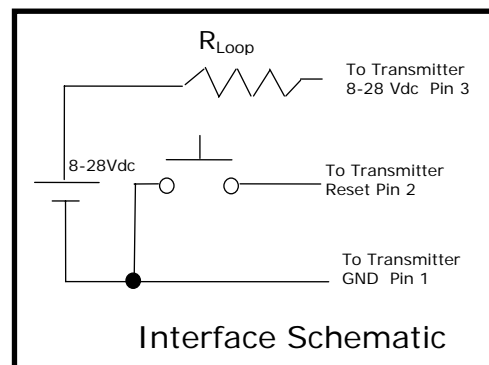 RLoop
To Transmitter
8-28 Vdc Pin 3
8-28Vdc
To Transmitter
Reset Pin 2
To Transmitter
GND Pin 1
Interface Schematic